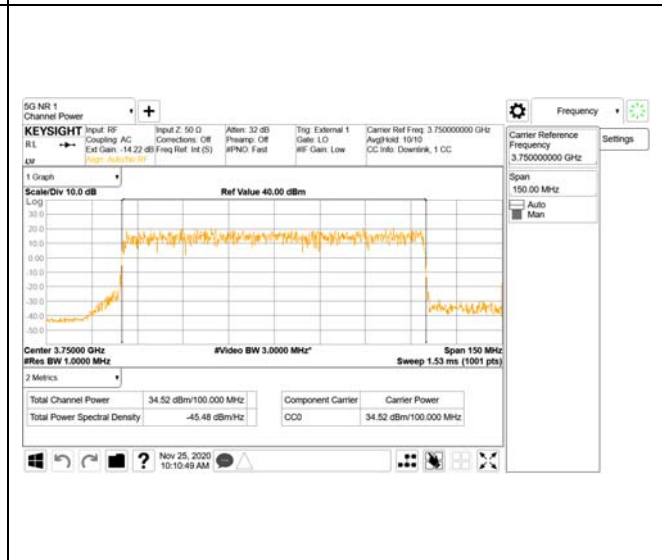 5G NR 1
Channel Power
+
Frequency
KEYSIGHT
Input: RF
Input Z: 50 Ω
Atten: 32 dB
Trig: External 1
Carrier Ref Freq: 3.750000000 GHz
RL
Coupling: AC
Corrections: Off
Preamp: Off
Gate: LO
Avg|Hold: 10/10
Ext Gain: -14.22 dB
Freq Ref: Int (S)
#PNO: Fast
#IF Gain: Low
CC Info: Downlink, 1 CC
Align: Auto/No RF
Carrier Reference
Frequency
3.750000000 GHz
Settings
Span
150.00 MHz
Auto
Man
1 Graph
Scale/Div 10.0 dB
Ref Value 40.00 dBm
Log
30.0
20.0
10.0
0.00
-10.0
-20.0
-30.0
-40.0
-50.0
Center 3.75000 GHz
#Video BW 3.0000 MHz*
Span 150 MHz
#Res BW 1.0000 MHz
Sweep 1.53 ms (1001 pts)
2 Metrics
Total Channel Power 34.52 dBm/100.000 MHz
Component Carrier Carrier Power
Total Power Spectral Density -45.48 dBm/Hz
CC0 34.52 dBm/100.000 MHz
?
Nov 25, 2020
10:10:49 AM